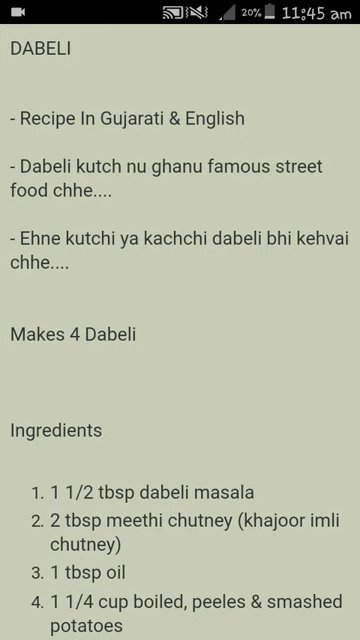 20% 11:45 am
DABELI
- Recipe In Gujarati & English
- Dabeli kutch nu ghanu famous street
food chhe....
- Ehne kutchi ya kachchi dabeli bhi kehvai
chhe....
Makes 4 Dabeli
Ingredients
1. 1 1/2 tbsp dabeli masala
2. 2 tbsp meethi chutney (khajoor imli
chutney)
3. 1 tbsp oil
4. 1 1/4 cup boiled, peeles & smashed
potatoes